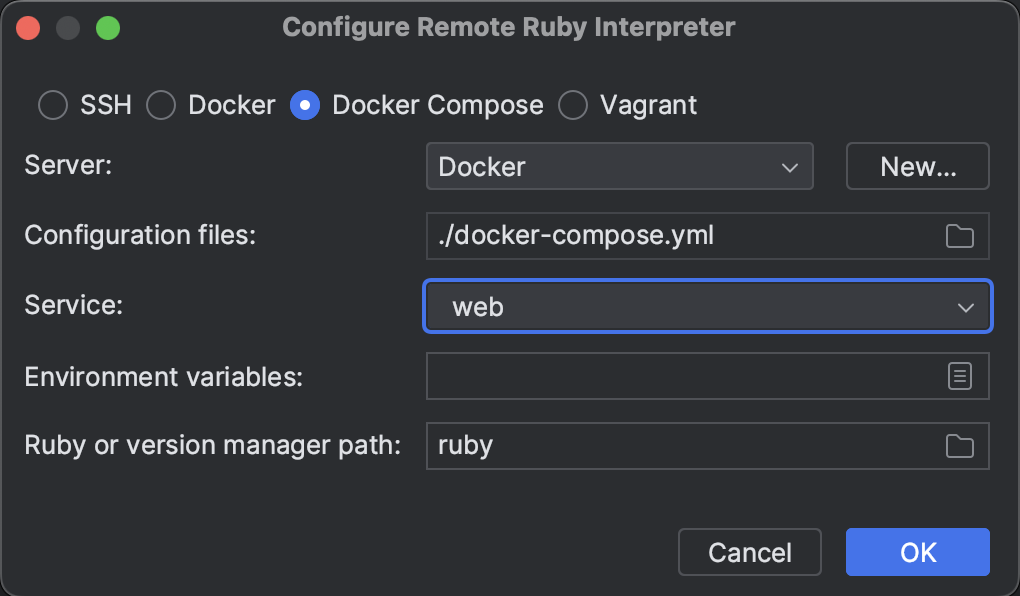 Configure Remote Ruby Interpreter
SSH Docker Docker Compose Vagrant
Server: Docker New...
Configuration files: ./docker-compose.yml
Service: web
Environment variables:
Ruby or version manager path: ruby
Cancel OK